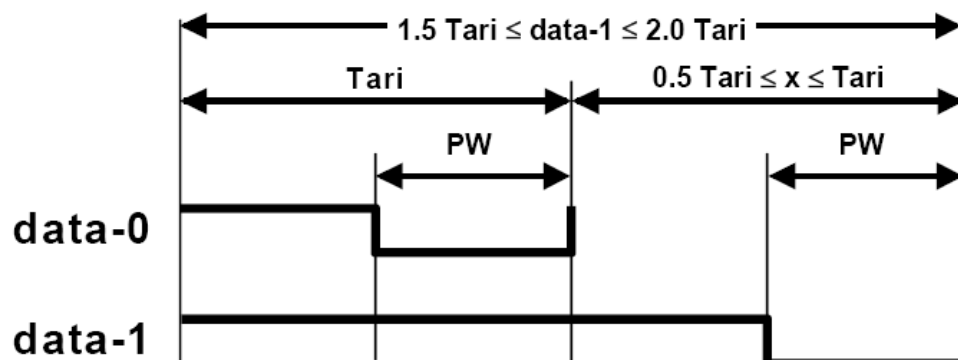 1.5 Tari ≤ data-1 ≤ 2.0 Tari
Tari
0.5 Tari ≤ x ≤ Tari
PW
PW
data-0
data-1